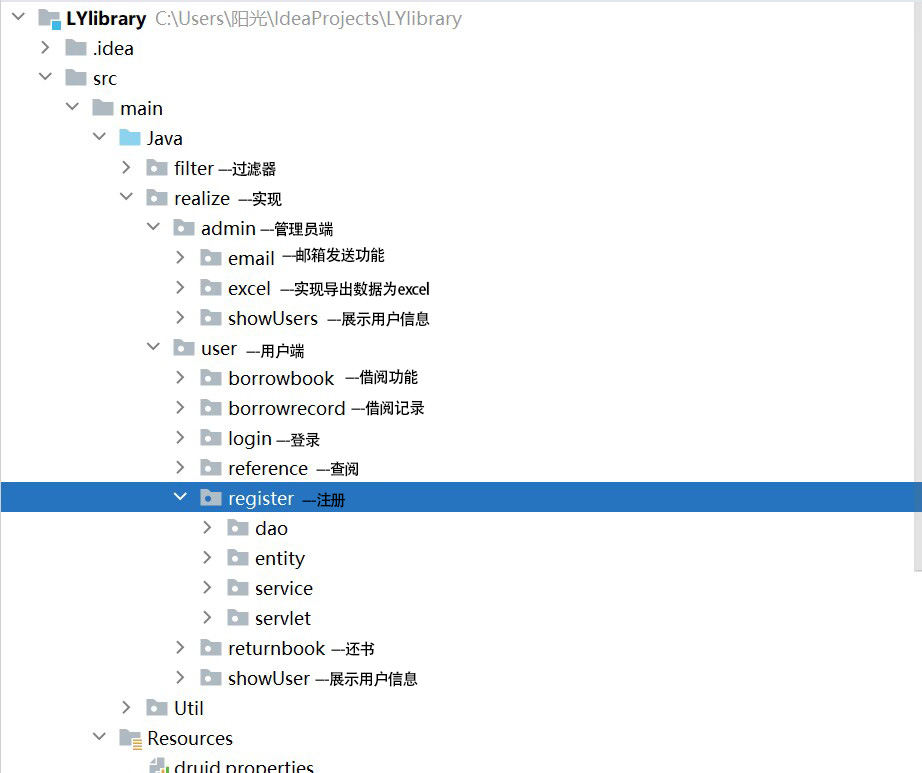 LYlibrary C:\Users\阳光\IdeaProjects\LYlibrary
.idea
src
main
Java
filter ---过滤器
realize ---实现
admin ---管理员端
email ---邮箱发送功能
excel ---实现导出数据为excel
showUsers ---展示用户信息
user ---用户端
borrowbook ---借阅功能
borrowrecord ---借阅记录
login ---登录
reference ---查阅
register ---注册
dao
entity
service
servlet
returnbook ---还书
showUser ---展示用户信息
Util
Resources
druid.properties